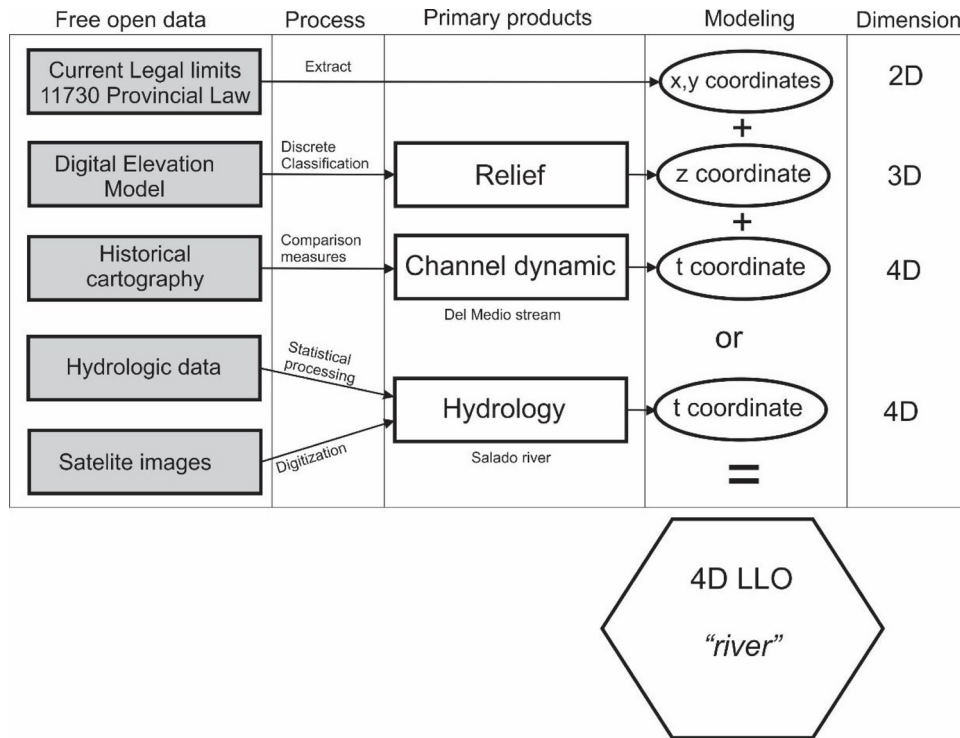 Free open data
Process
Primary products
Modeling
Dimension
Current Legal limits
11730 Provincial Law
Extract
x,y coordinates
2D
+
Digital Elevation
Model
Discrete
Classification
Relief
z coordinate
3D
+
Historical
cartography
Comparison
measures
Channel dynamic
Del Medio stream
t coordinate
4D
or
Hydrologic data
Statistical
processing
Satelite images
Digitization
Hydrology
Salado river
t coordinate
4D
=
4D LLO
“river”